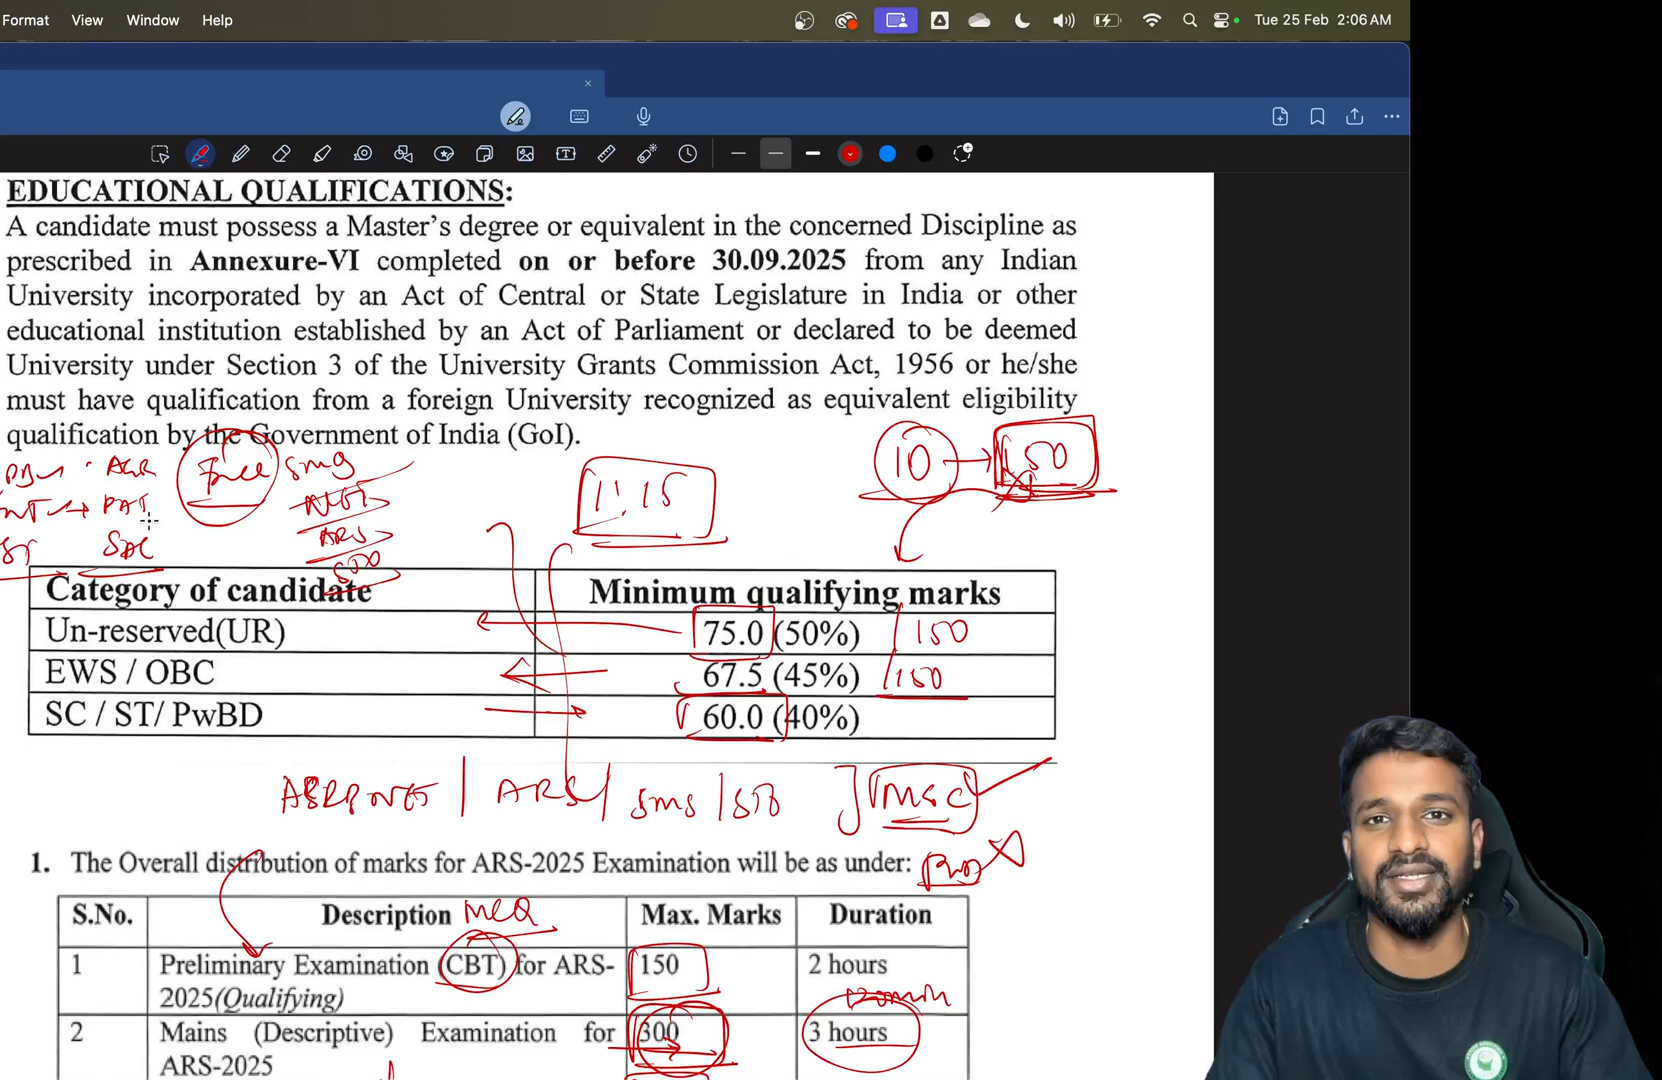 Format View Window Help Tue 25 Feb 2:06 AM
EDUCATIONAL QUALIFICATIONS:
A candidate must possess a Master's degree or equivalent in the concerned Discipline as
prescribed in Annexure-VI completed on or before 30.09.2025 from any Indian
University incorporated by an Act of Central or State Legislature in India or other
educational institution established by an Act of Parliament or declared to be deemed
University under Section 3 of the University Grants Commission Act, 1956 or he/she
must have qualification from a foreign University recognized as equivalent eligibility
qualification by the Government of India (GoI).
10 → 150
Free sms
1:15
ARS
Category of candidate Minimum qualifying marks
Un-reserved(UR) 75.0 (50%) /150
EWS / OBC 67.5 (45%) /150
SC / ST/ PwBD 60.0 (40%)
ARS / sms / STO ] MSc
1. The Overall distribution of marks for ARS-2025 Examination will be as under:
S.No. Description MCQ Max. Marks Duration
1 Preliminary Examination (CBT) for ARS- 150 2 hours
2025(Qualifying) 120min
2 Mains (Descriptive) Examination for 300 3 hours
ARS-2025